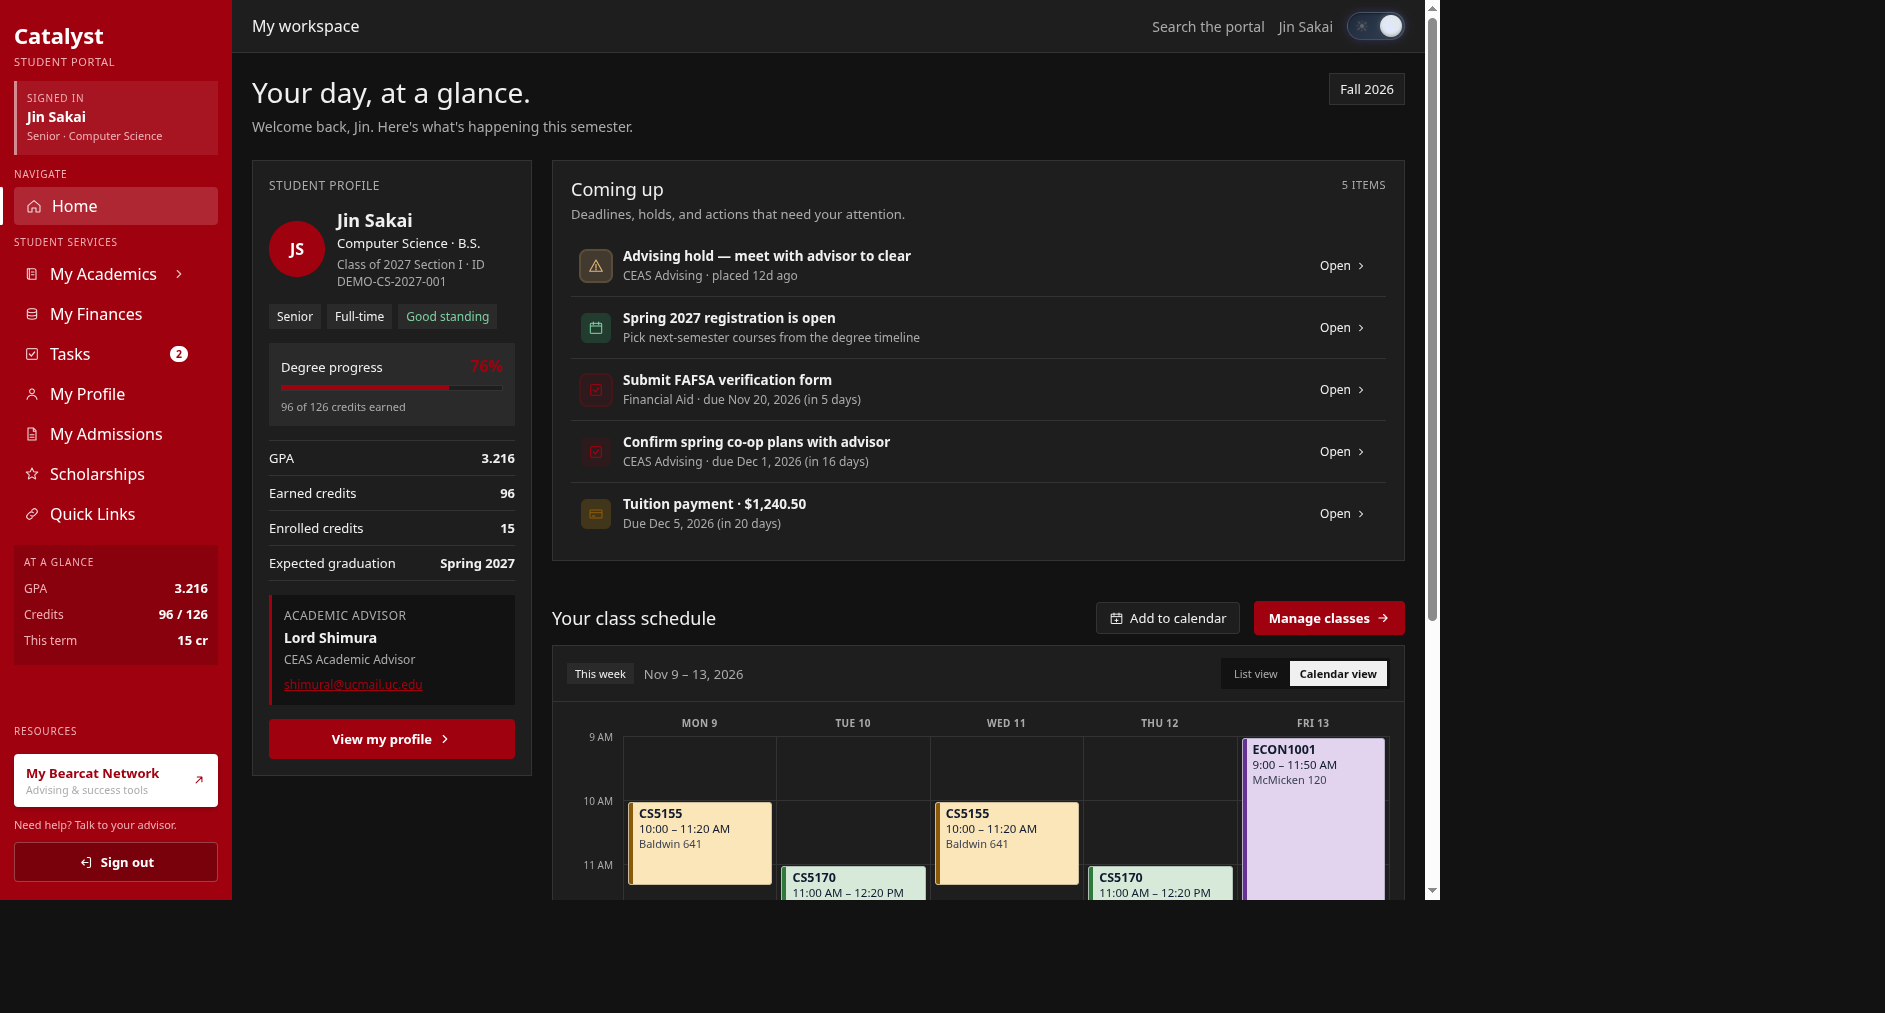 Catalyst
STUDENT PORTAL
SIGNED IN
Jin Sakai
Senior · Computer Science
NAVIGATE
Home
STUDENT SERVICES
My Academics
My Finances
Tasks
2
My Profile
My Admissions
Scholarships
Quick Links
AT A GLANCE
GPA 3.216
Credits 96 / 126
This term 15 cr
RESOURCES
My Bearcat Network
Advising & success tools
Need help? Talk to your advisor.
Sign out
My workspace
Search the portal
Jin Sakai
Your day, at a glance.
Welcome back, Jin. Here's what's happening this semester.
Fall 2026
STUDENT PROFILE
JS
Jin Sakai
Computer Science · B.S.
Class of 2027 Section I · ID
DEMO-CS-2027-001
Senior
Full-time
Good standing
Degree progress 76%
96 of 126 credits earned
GPA 3.216
Earned credits 96
Enrolled credits 15
Expected graduation Spring 2027
ACADEMIC ADVISOR
Lord Shimura
CEAS Academic Advisor
shimural@ucmail.uc.edu
View my profile
Coming up
5 ITEMS
Deadlines, holds, and actions that need your attention.
Advising hold — meet with advisor to clear
CEAS Advising · placed 12d ago
Open
Spring 2027 registration is open
Pick next-semester courses from the degree timeline
Open
Submit FAFSA verification form
Financial Aid · due Nov 20, 2026 (in 5 days)
Open
Confirm spring co-op plans with advisor
CEAS Advising · due Dec 1, 2026 (in 16 days)
Open
Tuition payment · $1,240.50
Due Dec 5, 2026 (in 20 days)
Open
Your class schedule
Add to calendar
Manage classes
This week
Nov 9 – 13, 2026
List view
Calendar view
MON 9
TUE 10
WED 11
THU 12
FRI 13
9 AM
10 AM
11 AM
CS5155
10:00 – 11:20 AM
Baldwin 641
CS5170
11:00 AM – 12:20 PM
CS5155
10:00 – 11:20 AM
Baldwin 641
CS5170
11:00 AM – 12:20 PM
ECON1001
9:00 – 11:50 AM
McMicken 120